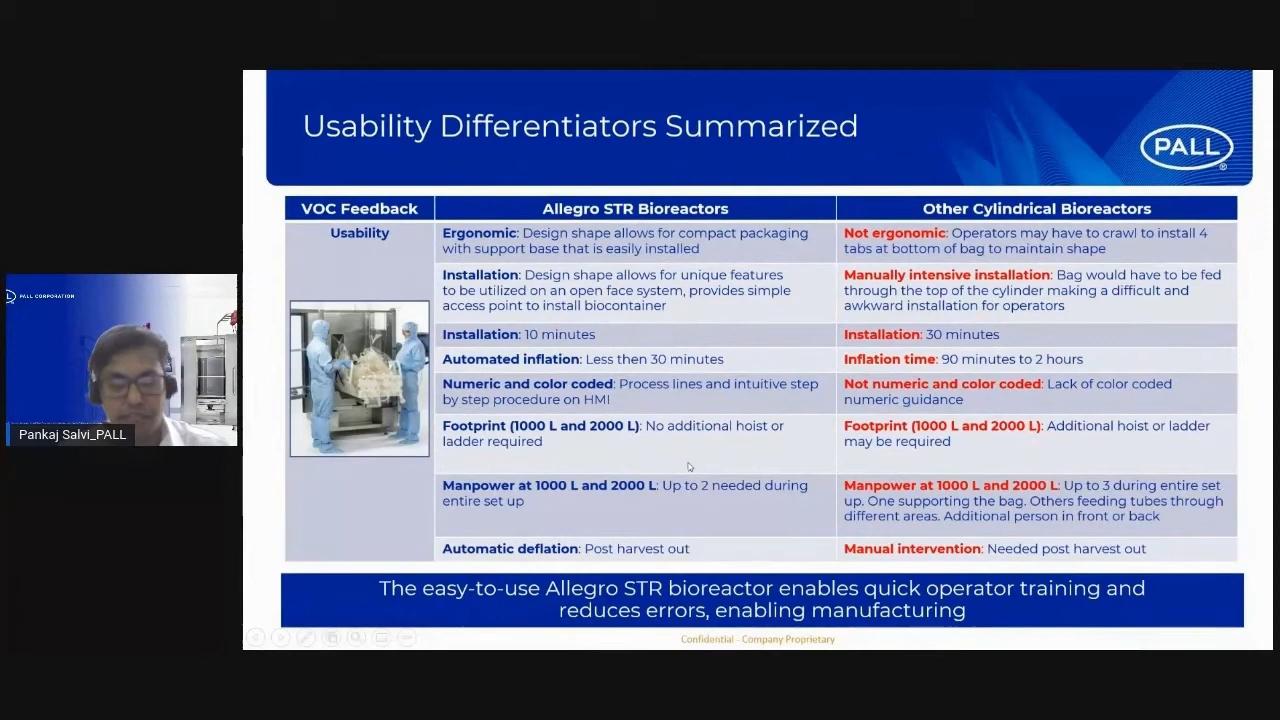 Usability Differentiators Summarized
PALL
®
VOC Feedback
Allegro STR Bioreactors
Other Cylindrical Bioreactors
Usability
Ergonomic: Design shape allows for compact packaging
with support base that is easily installed
Not ergonomic: Operators may have to crawl to install 4
tabs at bottom of bag to maintain shape
Installation: Design shape allows for unique features
to be utilized on an open face system, provides simple
access point to install biocontainer
Manually intensive installation: Bag would have to be fed
through the top of the cylinder making a difficult and
awkward installation for operators
Installation: 10 minutes
Installation: 30 minutes
Automated inflation: Less then 30 minutes
Inflation time: 90 minutes to 2 hours
Numeric and color coded: Process lines and intuitive step
by step procedure on HMI
Not numeric and color coded: Lack of color coded
numeric guidance
Footprint (1000 L and 2000 L): No additional hoist or
ladder required
Footprint (1000 L and 2000 L): Additional hoist or ladder
may be required
Manpower at 1000 L and 2000 L: Up to 2 needed during
entire set up
Manpower at 1000 L and 2000 L: Up to 3 during entire set
up. One supporting the bag. Others feeding tubes through
different areas. Additional person in front or back
Automatic deflation: Post harvest out
Manual intervention: Needed post harvest out
The easy-to-use Allegro STR bioreactor enables quick operator training and
reduces errors, enabling manufacturing
Confidential - Company Proprietary
PALL CORPORATION
Pankaj Salvi_PALL